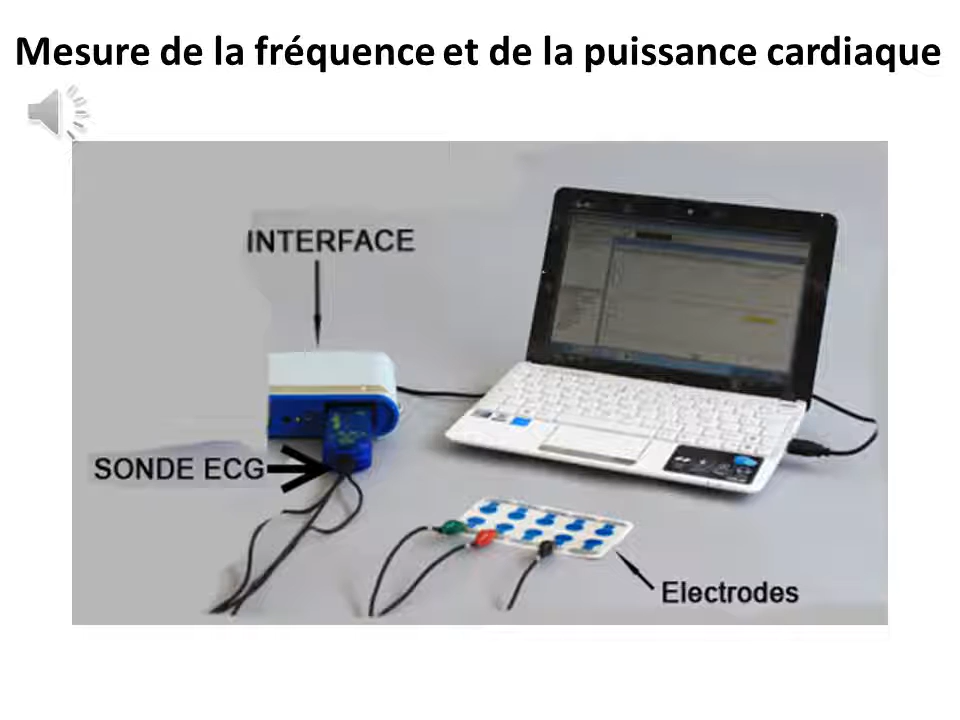 Mesure de la fréquence et de la puissance cardiaque
INTERFACE
SONDE ECG
Electrodes